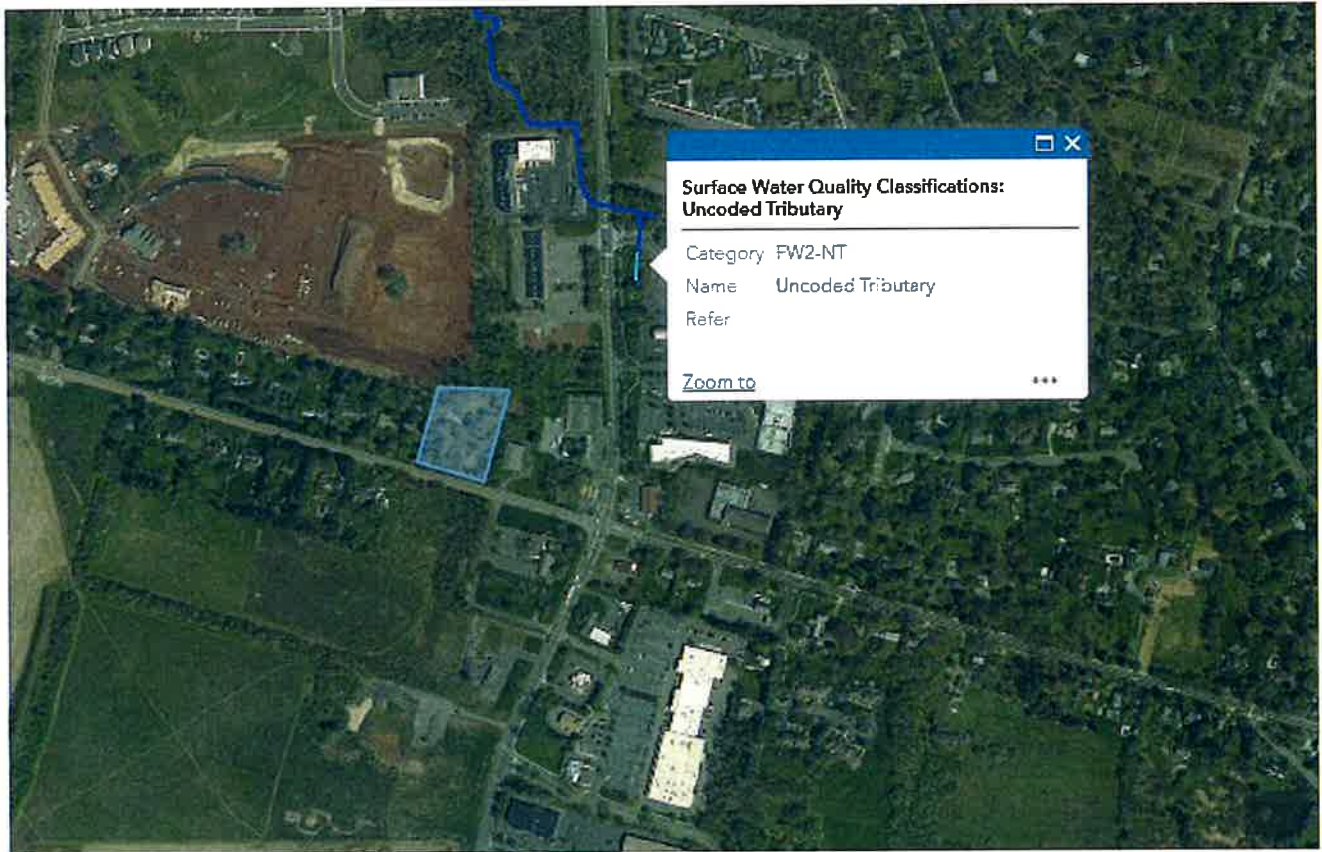 Surface Water Quality Classifications:
Uncoded Tributary
Category FW2-NT
Name Uncoded Tributary
Refer
Zoom to